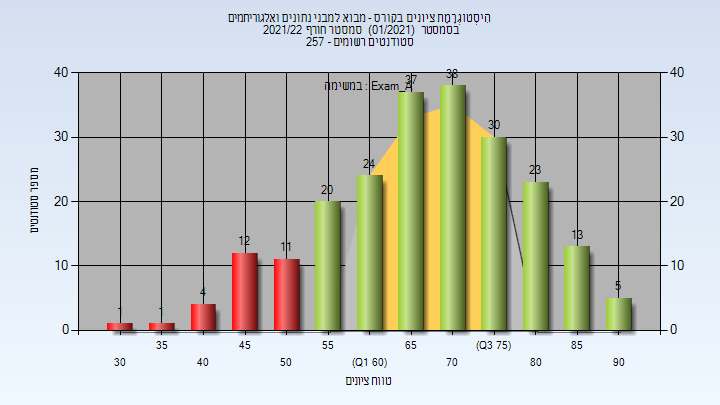 היסטוגרמת ציונים בקורס - מבוא למבני נתונים ואלגוריתמים
בסמסטר (01/2021) סמסטר חורף 2021/22
סטודנטים רשומים - 257
במשימה : Exam_A
40 40
30 30
20 20
10 10
0 0
מספר סטודנטים
1 1 4 12 11 20 24 37 38 30 23 13 5
35 45 55 65 (Q3 75) 85
30 40 50 (Q1 60) 70 80 90
טווח ציונים